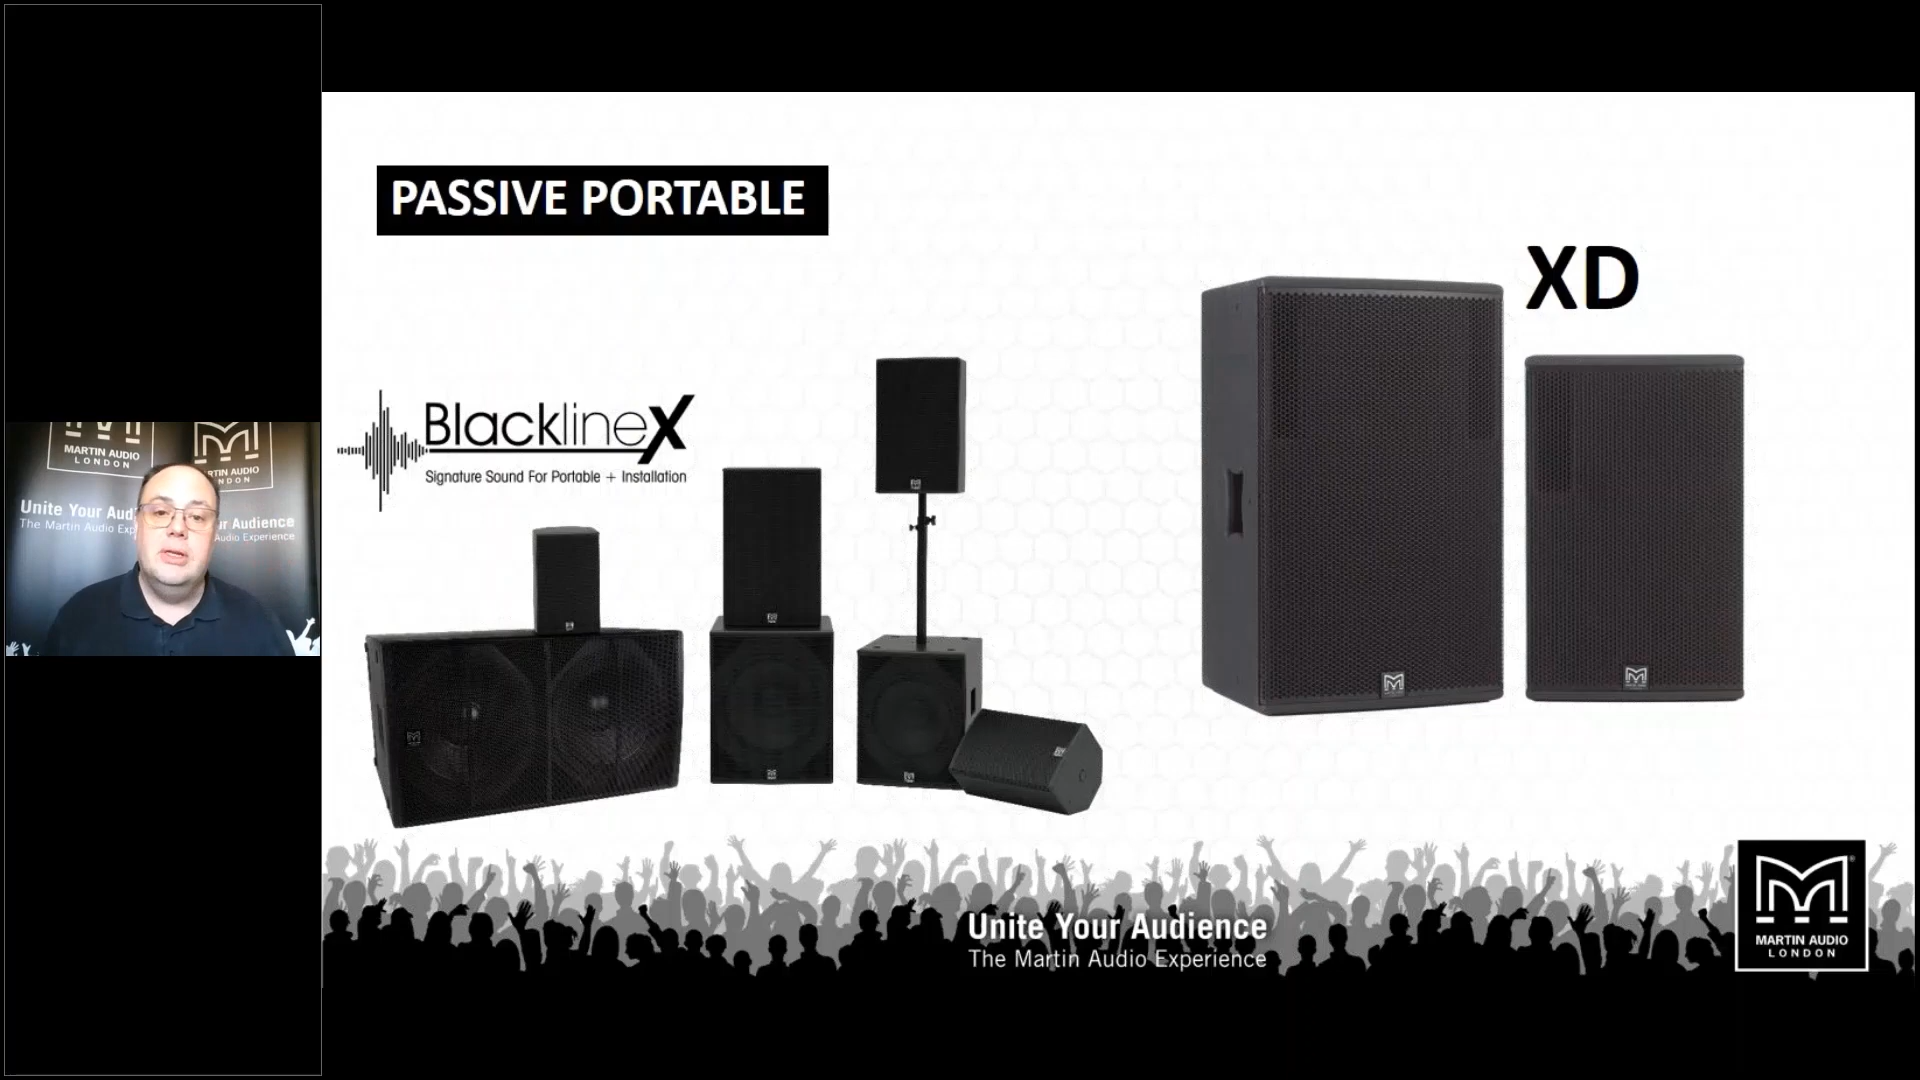 PASSIVE PORTABLE
XD
BlacklineX
Signature Sound For Portable + Installation
MARTIN AUDIO
LONDON
MARTIN AUDIO
LONDON
Unite Your Aud
The Martin Audio Exp
ur Audience
Audio Experience
Unite Your Audience
The Martin Audio Experience
MARTIN AUDIO
LONDON